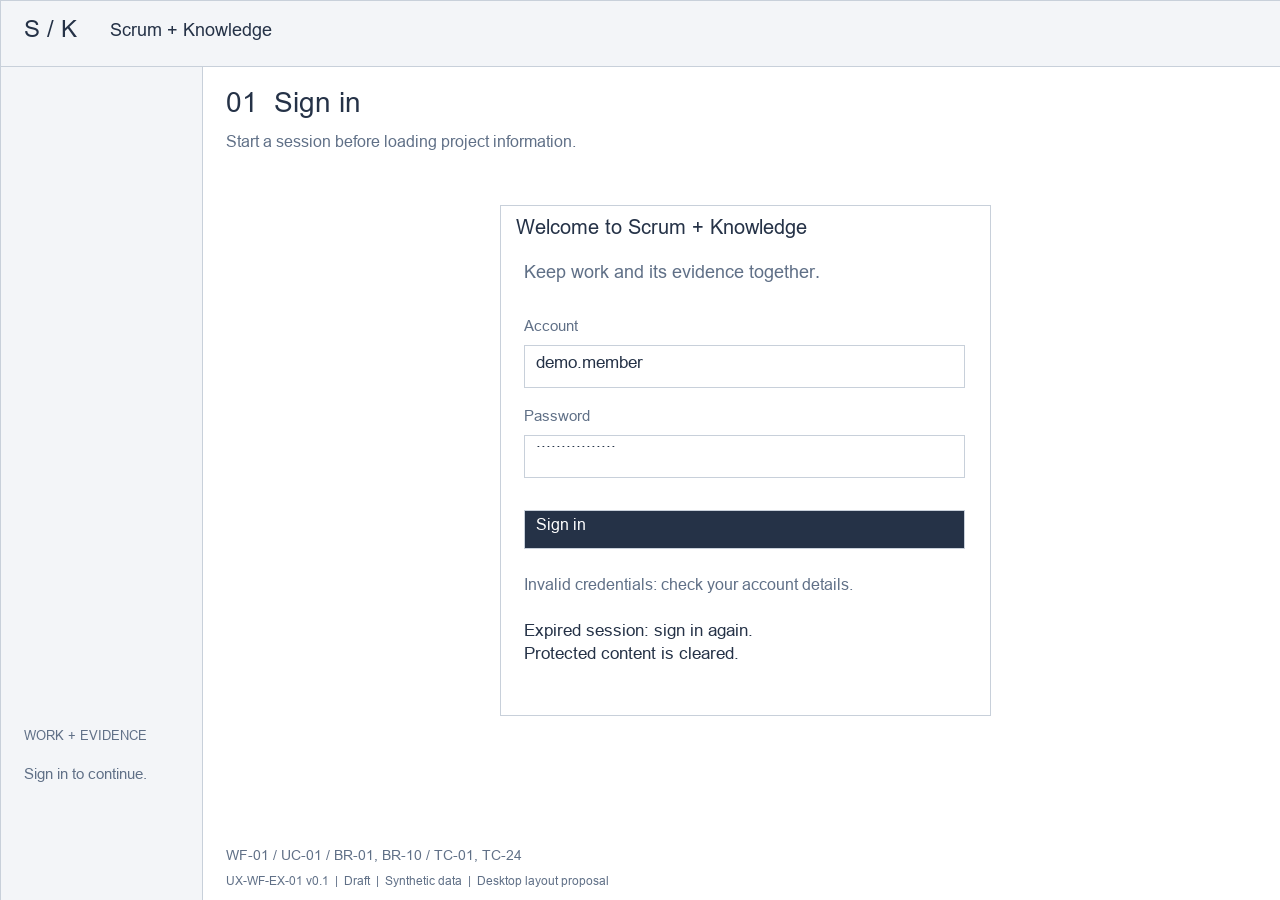 S / K Scrum + Knowledge
01 Sign in
Start a session before loading project information.
Welcome to Scrum + Knowledge
Keep work and its evidence together.
Account
demo.member
Password
----------------
Sign in
Invalid credentials: check your account details.
Expired session: sign in again.
Protected content is cleared.
WORK + EVIDENCE
Sign in to continue.
WF-01 / UC-01 / BR-01, BR-10 / TC-01, TC-24
UX-WF-EX-01 v0.1 | Draft | Synthetic data | Desktop layout proposal